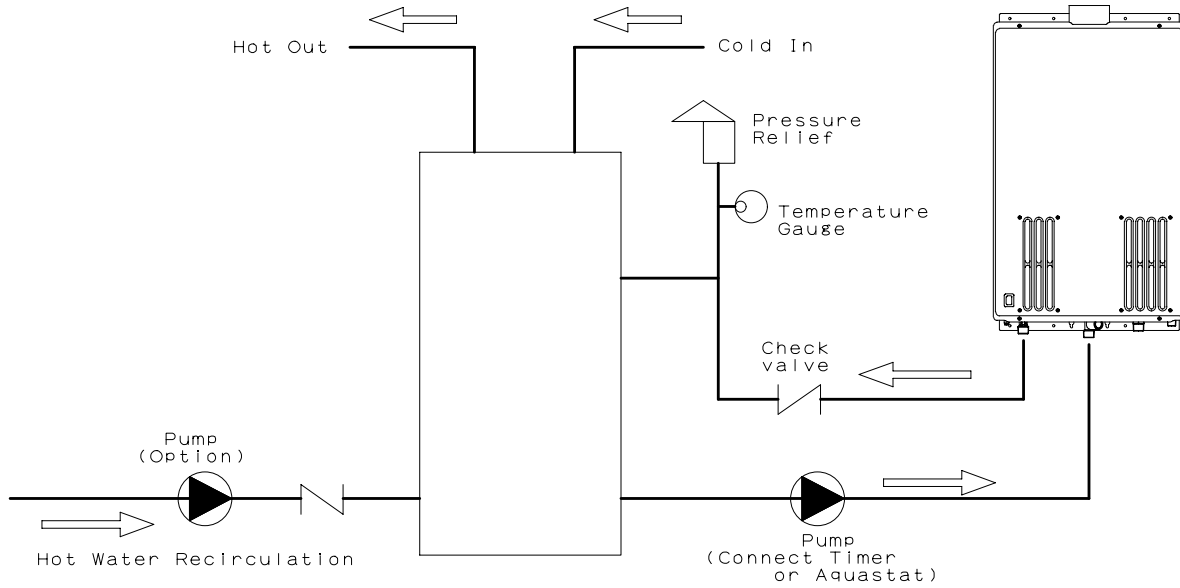 Hot Out
Cold In
Pressure
Relief
Temperature
Gauge
Check
valve
Pump
(Option)
Hot Water Recirculation
Pump
(Connect Timer
or Aquastat)